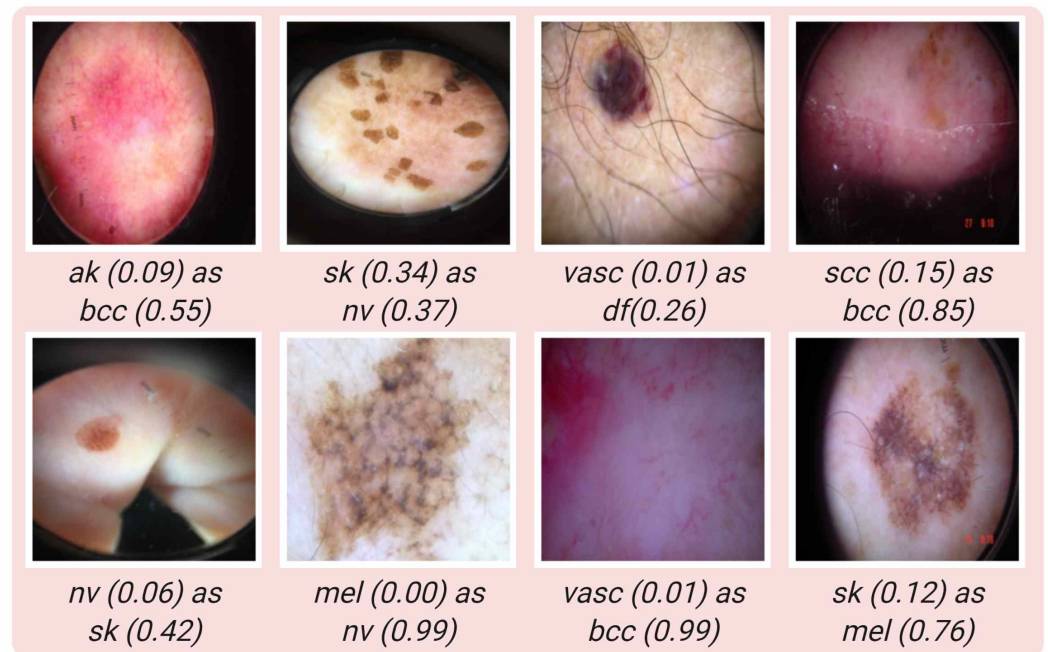 ak (0.09) as
bcc (0.55)
sk (0.34) as
nv (0.37)
vasc (0.01) as
df(0.26)
scc (0.15) as
bcc (0.85)
nv (0.06) as
sk (0.42)
mel (0.00) as
nv (0.99)
vasc (0.01) as
bcc (0.99)
sk (0.12) as
mel (0.76)